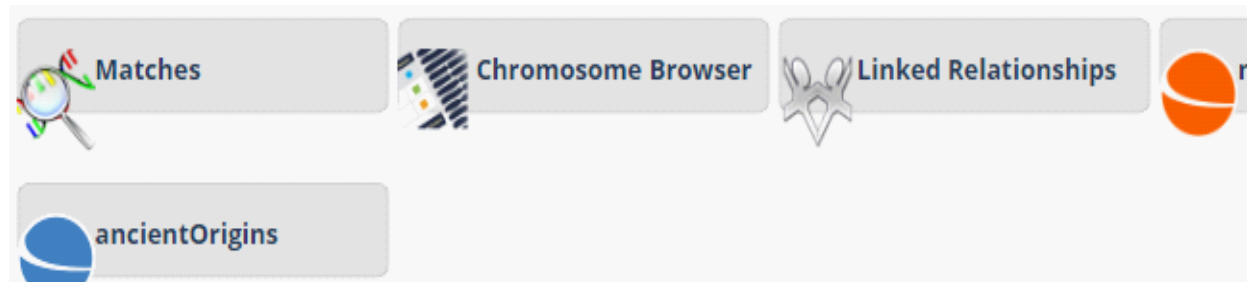 Matches
Chromosome Browser
Linked Relationships
ancientOrigins